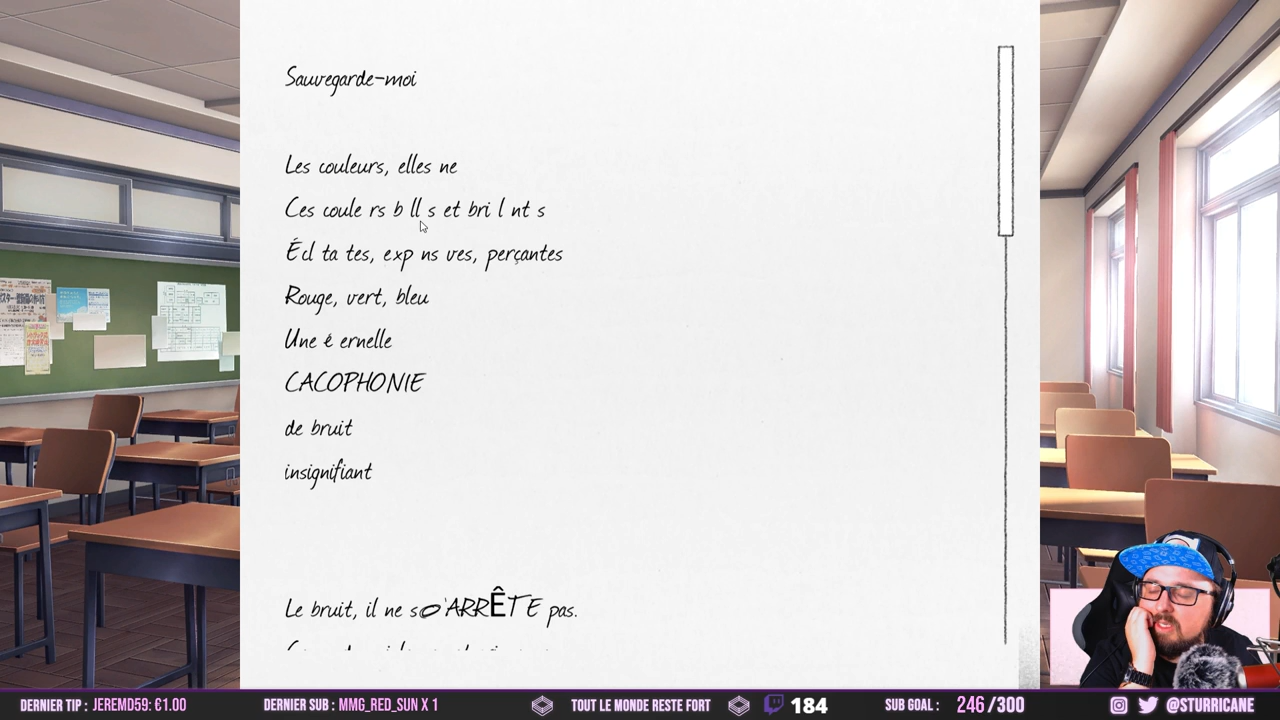 Sauvegarde-moi
Les couleurs, elles ne
Ces coule rs b ll s et bri l nt s
Écl ta tes, exp ns ves, perçantes
Rouge, vert, bleu
Une é ernelle
CACOPHONIE
de bruit
insignifiant
Le bruit, il ne s'ARRÊTE pas.
DERNIER TIP : JEREMD59: €1.00
DERNIER SUB : MMG_RED_SUN X 1
TOUT LE MONDE RESTE FORT
184
SUB GOAL : 246 /300
@STURRICANE